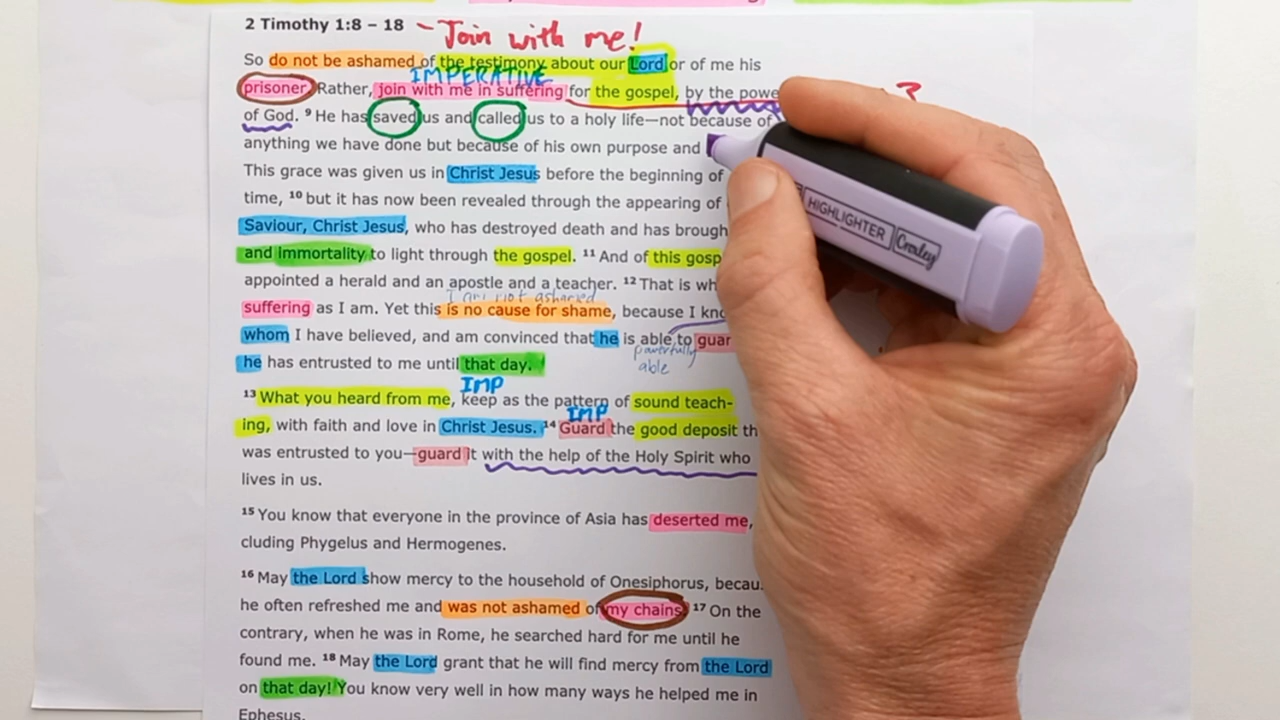 2 Timothy 1:8 – 18 ~ Join with me!
So do not be ashamed of the testimony about our Lord or of me his
IMPERATIVE
prisoner. Rather, join with me in suffering for the gospel, by the powe
of God. 9 He has saved us and called us to a holy life—not because of
anything we have done but because of his own purpose and
This grace was given us in Christ Jesus before the beginning of
time, 10 but it has now been revealed through the appearing of
Saviour, Christ Jesus, who has destroyed death and has brough
and immortality to light through the gospel. 11 And of this gosp
appointed a herald and an apostle and a teacher. 12 That is wh
I am not ashamed
suffering as I am. Yet this is no cause for shame, because I kno
whom I have believed, and am convinced that he is able to guar
powerfully
able
he has entrusted to me until that day.
Imp
13 What you heard from me, keep as the pattern of sound teach-
Imp
ing, with faith and love in Christ Jesus. 14 Guard the good deposit th
was entrusted to you—guard it with the help of the Holy Spirit who
lives in us.
15 You know that everyone in the province of Asia has deserted me,
cluding Phygelus and Hermogenes.
16 May the Lord show mercy to the household of Onesiphorus, becau
he often refreshed me and was not ashamed of my chains. 17 On the
contrary, when he was in Rome, he searched hard for me until he
found me. 18 May the Lord grant that he will find mercy from the Lord
on that day! You know very well in how many ways he helped me in
Ephesus.
HIGHLIGHTER Croxley